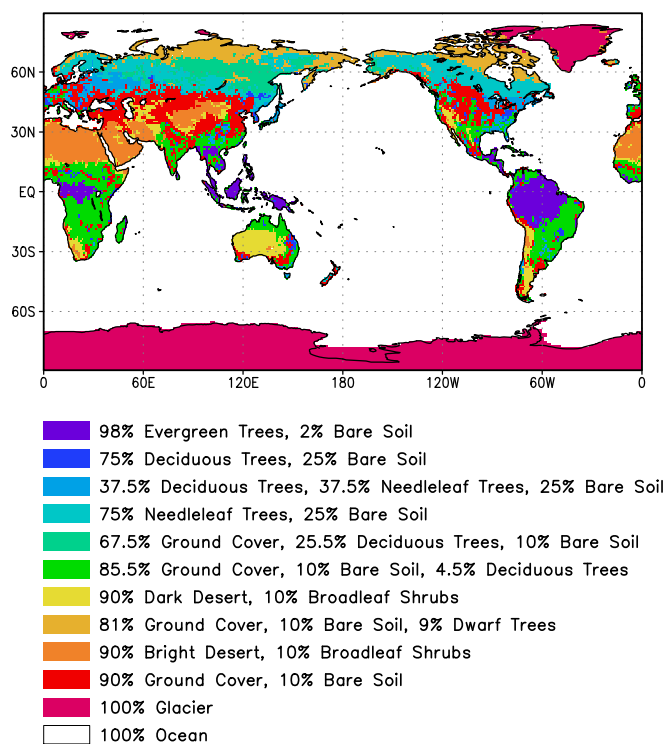 60N
30N
EQ
30S
60S
0 60E 120E 180 120W 60W 0
98% Evergreen Trees, 2% Bare Soil
75% Deciduous Trees, 25% Bare Soil
37.5% Deciduous Trees, 37.5% Needleleaf Trees, 25% Bare Soil
75% Needleleaf Trees, 25% Bare Soil
67.5% Ground Cover, 25.5% Deciduous Trees, 10% Bare Soil
85.5% Ground Cover, 10% Bare Soil, 4.5% Deciduous Trees
90% Dark Desert, 10% Broadleaf Shrubs
81% Ground Cover, 10% Bare Soil, 9% Dwarf Trees
90% Bright Desert, 10% Broadleaf Shrubs
90% Ground Cover, 10% Bare Soil
100% Glacier
100% Ocean